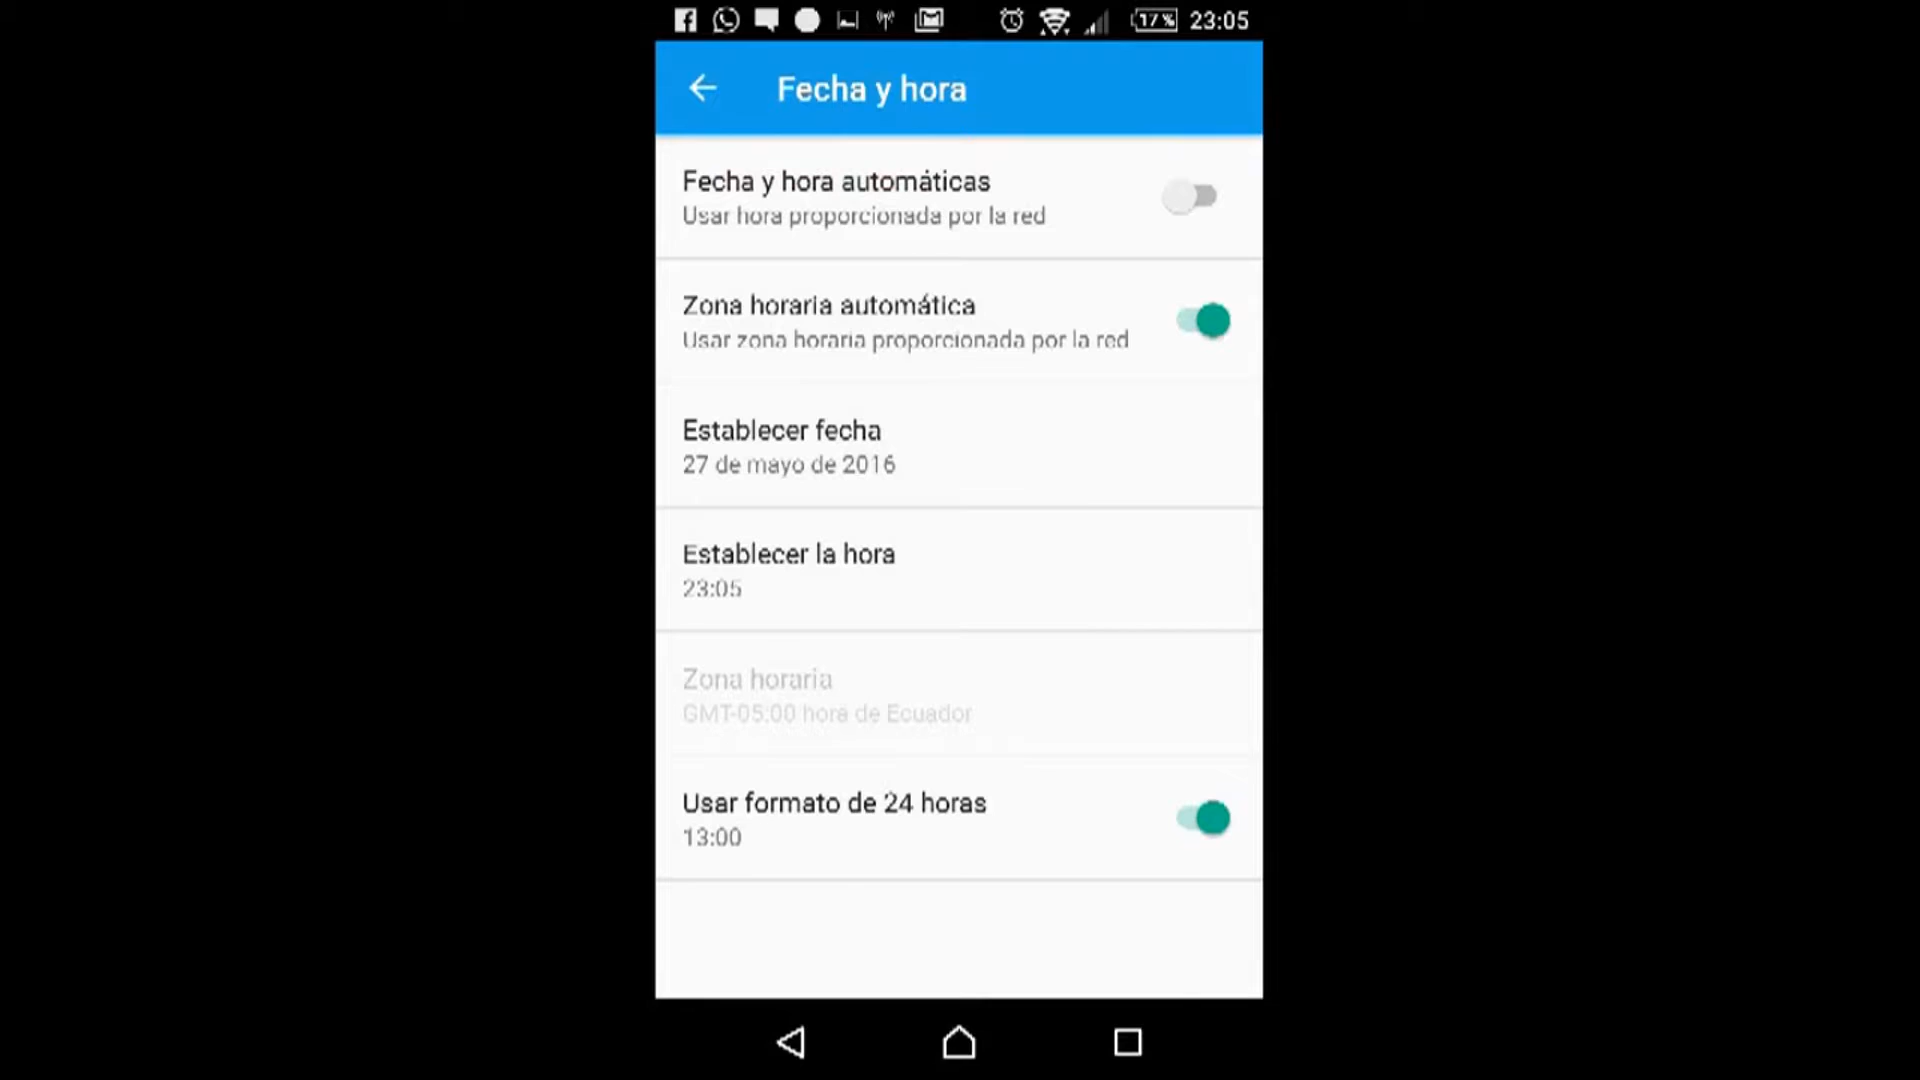 17% 23:05
Fecha y hora
Fecha y hora automáticas
Usar hora proporcionada por la red
Zona horaria automática
Usar zona horaria proporcionada por la red
Establecer fecha
27 de mayo de 2016
Establecer la hora
23:05
Zona horaria
GMT-05:00 hora de Ecuador
Usar formato de 24 horas
13:00